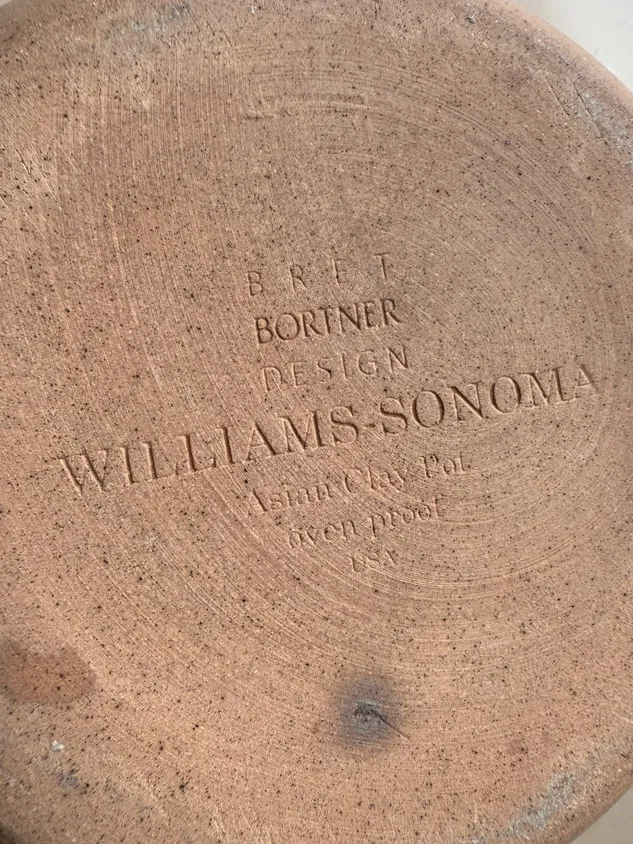 BRET
BORTNER
DESIGN
WILLIAMS-SONOMA
Asian Clay Pot
oven proof
USA